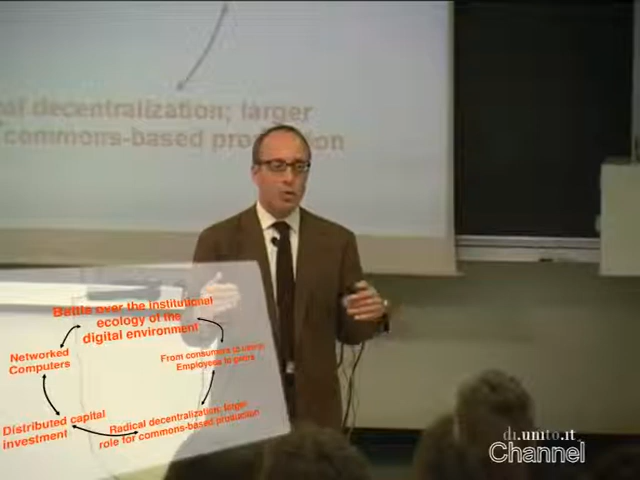 al decentralization; larger
commons-based production
Battle over the institutional
ecology of the
digital environment
Networked
Computers
From consumers to users;
Employees to peers
Distributed capital
investment
Radical decentralization, larger
role for commons-based production
di.unito.it
Channel